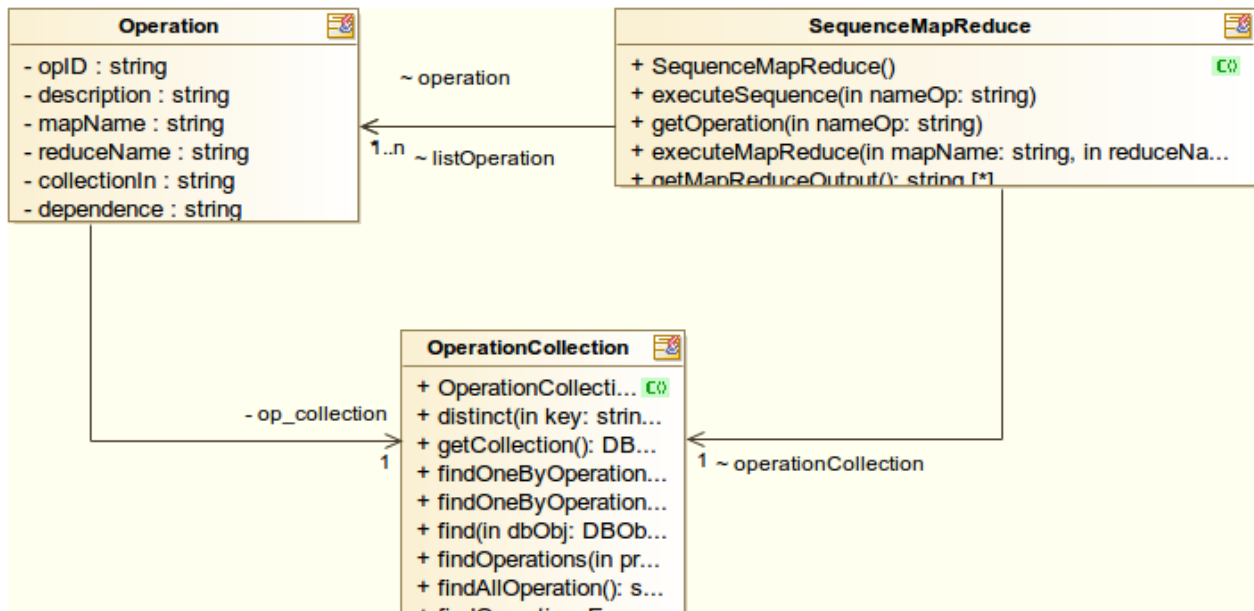 Operation
- opID : string
- description : string
- mapName : string
- reduceName : string
- collectionIn : string
- dependence : string
~ operation
1..n ~ listOperation
SequenceMapReduce
+ SequenceMapReduce()
+ executeSequence(in nameOp: string)
+ getOperation(in nameOp: string)
+ executeMapReduce(in mapName: string, in reduceNa...
+ getMapReduceOutput(): string [*]
- op_collection
1
OperationCollection
+ OperationCollecti...
+ distinct(in key: strin...
+ getCollection(): DB...
+ findOneByOperation...
+ findOneByOperation...
+ find(in dbObj: DBOb...
+ findOperations(in pr...
+ findAllOperation(): s...
1 ~ operationCollection